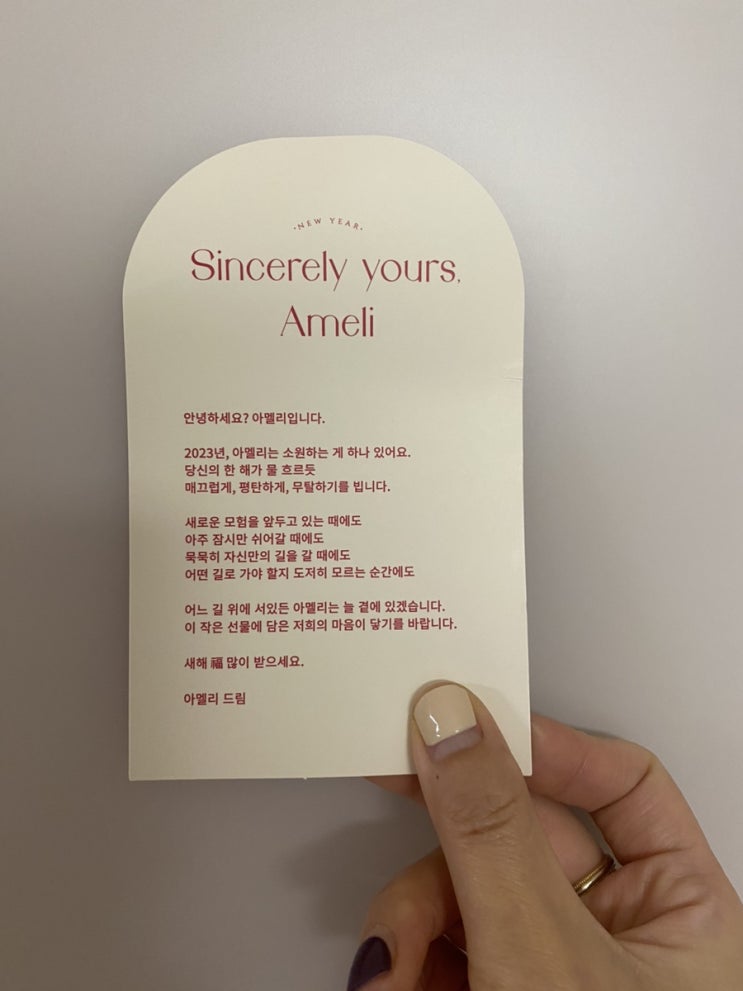 ·NEW YEAR·
Sincerely yours,
Ameli
안녕하세요? 아멜리입니다.
2023년, 아멜리는 소원하는 게 하나 있어요.
당신의 한 해가 물 흐르듯
매끄럽게, 평탄하게, 무탈하기를 빕니다.
새로운 모험을 앞두고 있는 때에도
아주 잠시만 쉬어갈 때에도
묵묵히 자신만의 길을 갈 때에도
어떤 길로 가야 할지 도저히 모르는 순간에도
어느 길 위에 서있든 아멜리는 늘 곁에 있겠습니다.
이 작은 선물에 담은 저희의 마음이 닿기를 바랍니다.
새해 福 많이 받으세요.
아멜리 드림